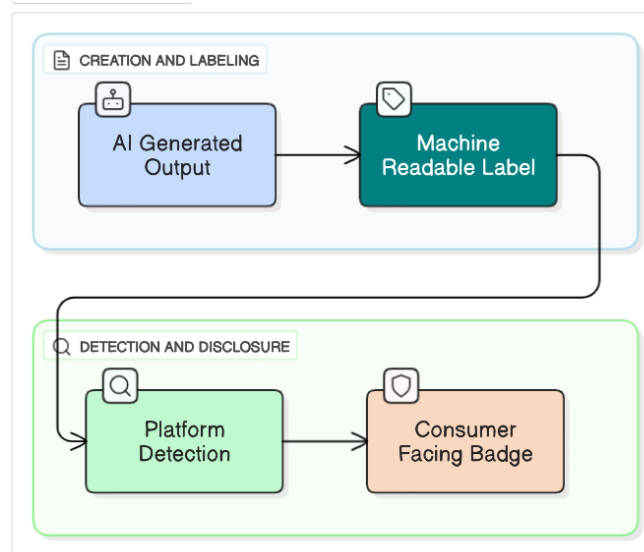 CREATION AND LABELING
AI Generated
Output
Machine
Readable Label
DETECTION AND DISCLOSURE
Platform
Detection
Consumer
Facing Badge